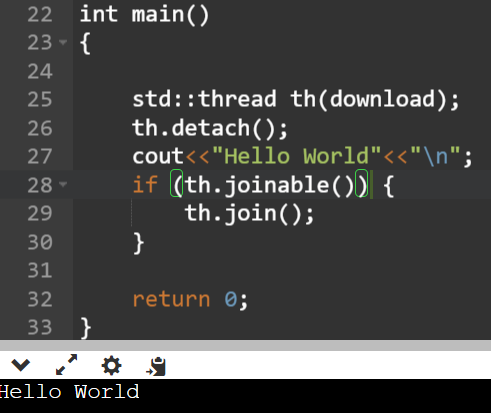 22 int main()
23 {
24
25 std::thread th(download);
26 th.detach();
27 cout<<"Hello World"<<"\n";
28 if (th.joinable()) {
29 th.join();
30 }
31
32 return 0;
33 }
Hello World